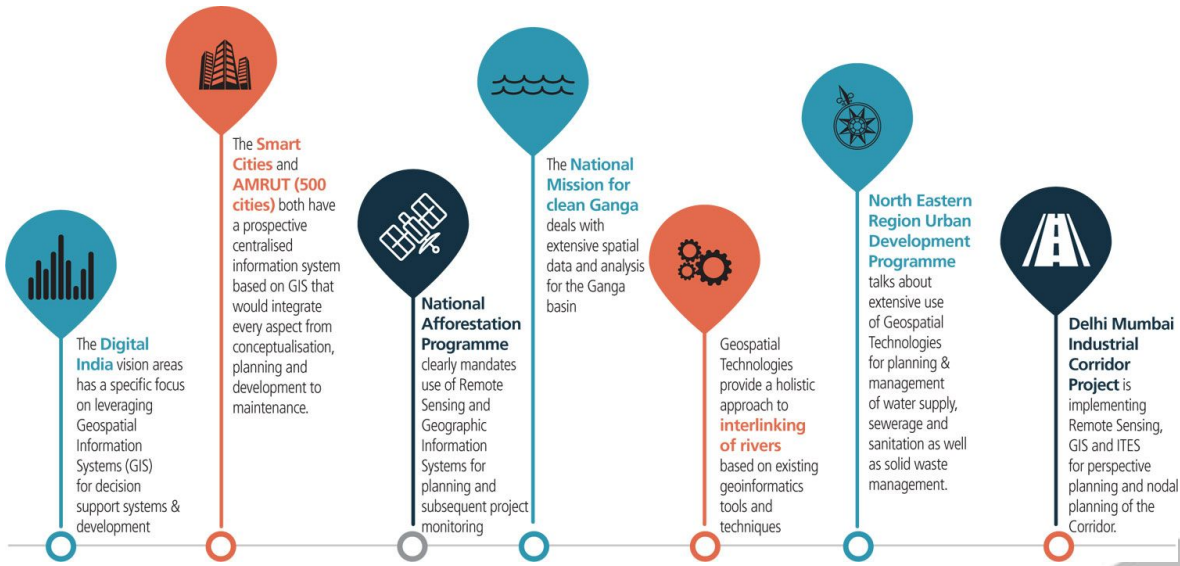 The Digital
India vision areas
has a specific focus
on leveraging
Geospatial
Information
Systems (GIS)
for decision
support systems &
development
The Smart
Cities and
AMRUT (500
cities) both have
a prospective
centralised
information system
based on GIS that
would integrate
every aspect from
conceptualisation,
planning and
development to
maintenance.
National
Afforestation
Programme
clearly mandates
use of Remote
Sensing and
Geographic
Information
Systems for
planning and
subsequent project
monitoring
The National
Mission for
clean Ganga
deals with
extensive spatial
data and analysis
for the Ganga
basin
Geospatial
Technologies
provide a holistic
approach to
interlinking
of rivers
based on existing
geoinformatics
tools and
techniques
North Eastern
Region Urban
Development
Programme
talks about
extensive use
of Geospatial
Technologies
for planning &
management
of water supply,
sewerage and
sanitation as well
as solid waste
management.
Delhi Mumbai
Industrial
Corridor
Project is
implementing
Remote Sensing,
GIS and ITES
for perspective
planning and nodal
planning of the
Corridor.